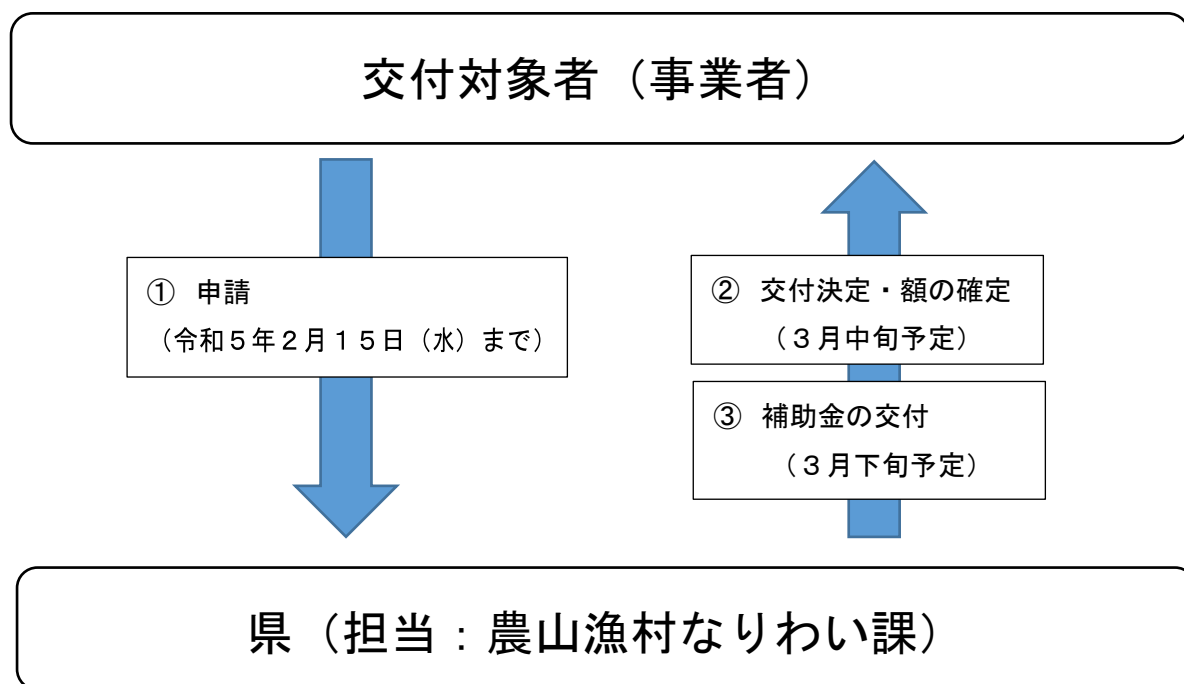 交付対象者（事業者）
① 申請
（令和５年２月１５日（水）まで）
② 交付決定・額の確定
（３月中旬予定）
③ 補助金の交付
（３月下旬予定）
県（担当：農山漁村なりわい課）